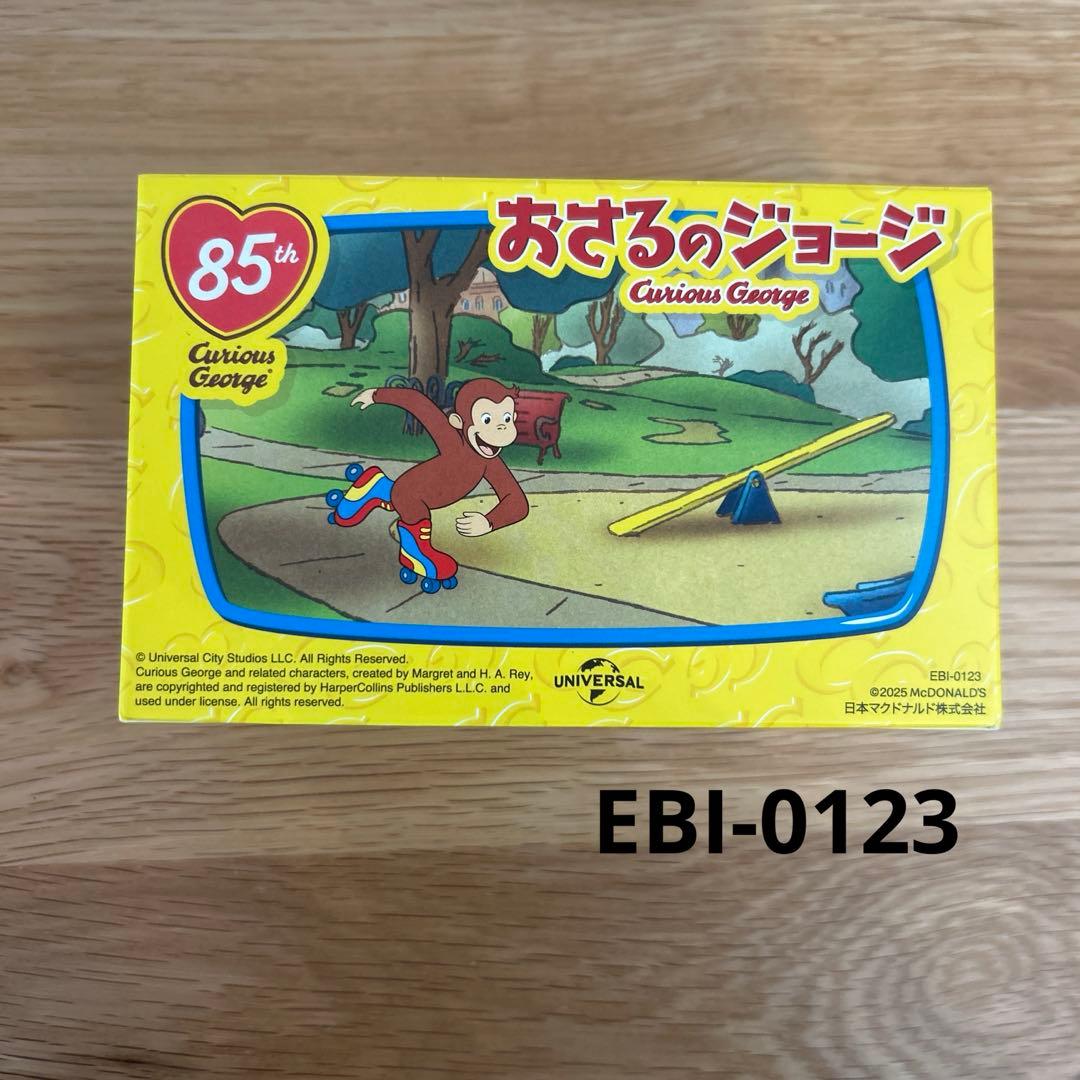 85th
Curious
George®
おさるのジョージ
Curious George
© Universal City Studios LLC. All Rights Reserved.
Curious George and related characters, created by Margret and H. A. Rey,
are copyrighted and registered by HarperCollins Publishers L.L.C. and
used under license. All rights reserved.
UNIVERSAL
EBI-0123
©2025 McDONALD'S
日本マクドナルド株式会社
EBI-0123